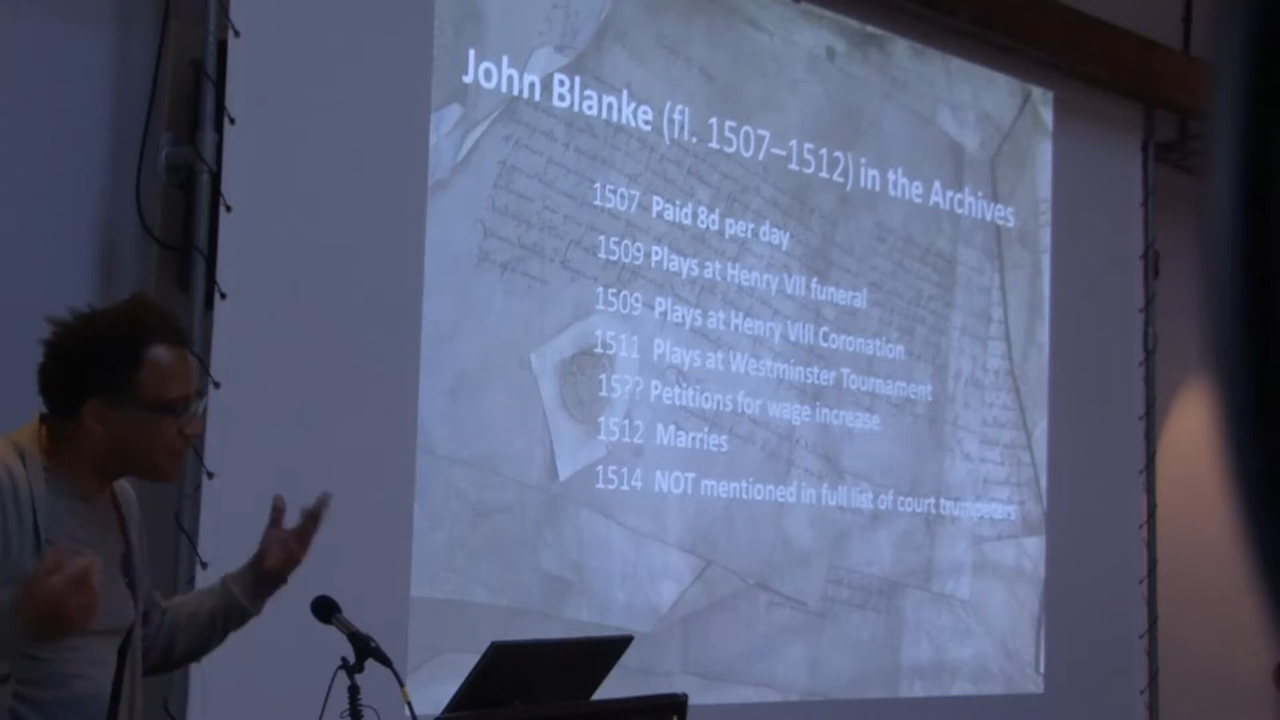 John Blanke (fl. 1507–1512) in the Archives
1507 Paid 8d per day
1509 Plays at Henry VII funeral
1509 Plays at Henry VIII Coronation
1511 Plays at Westminster Tournament
15?? Petitions for wage increase
1512 Marries
1514 NOT mentioned in full list of court trumpeters